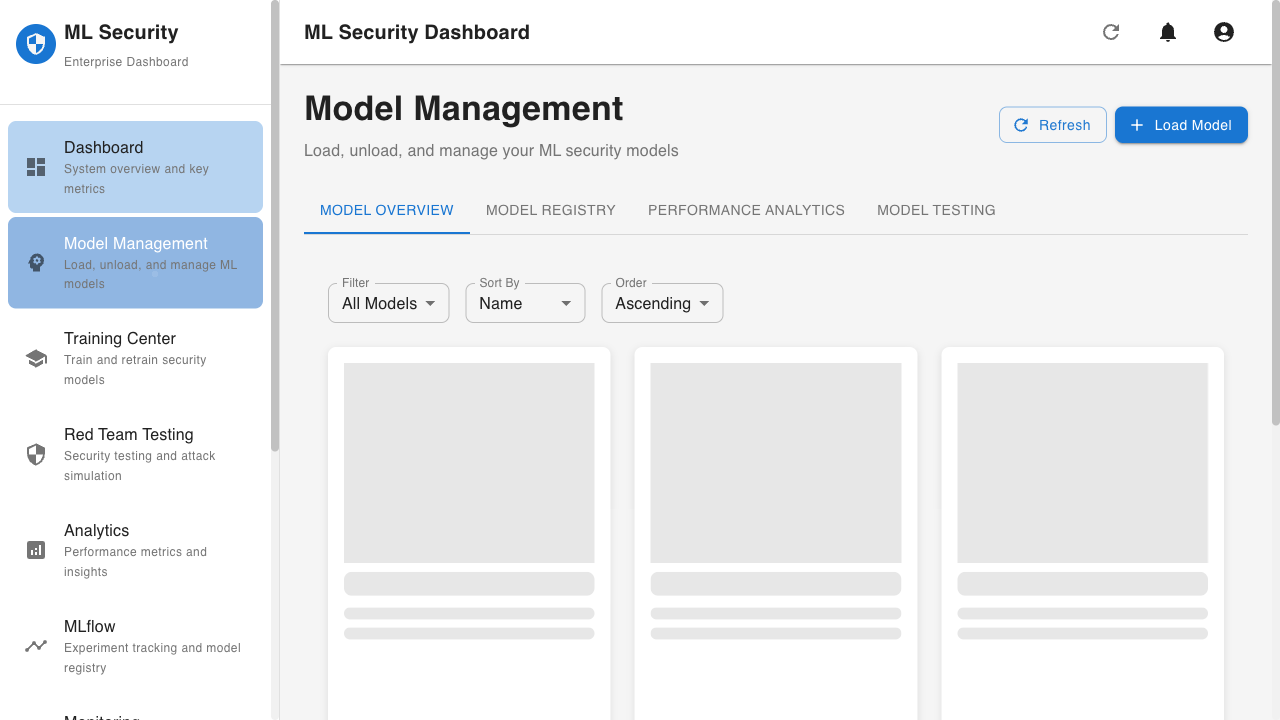 ML Security
Enterprise Dashboard
Dashboard
System overview and key
metrics
Model Management
Load, unload, and manage ML
models
Training Center
Train and retrain security
models
Red Team Testing
Security testing and attack
simulation
Analytics
Performance metrics and
insights
MLflow
Experiment tracking and model
registry
Monitoring
ML Security Dashboard
Model Management
Load, unload, and manage your ML security models
Refresh
Load Model
MODEL OVERVIEW
MODEL REGISTRY
PERFORMANCE ANALYTICS
MODEL TESTING
Filter
All Models
Sort By
Name
Order
Ascending